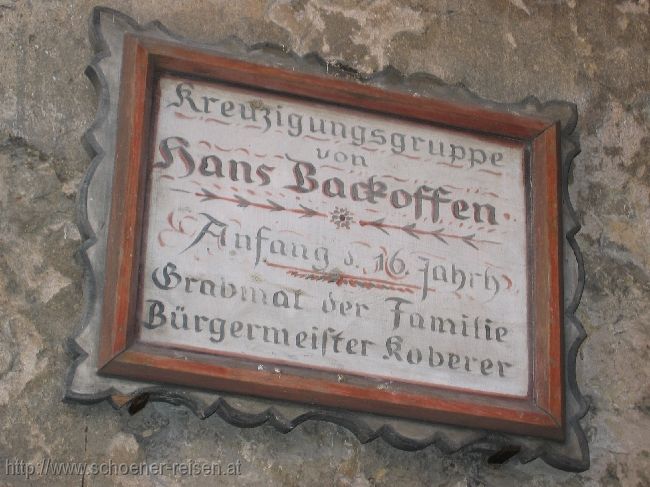 Kreuzigungsgruppe
von
Hans Backoffen.
Anfang d. 16. Jahrh.
Grabmal der Familie
Bürgermeiſter Koberer
http://www.schoener-reisen.at